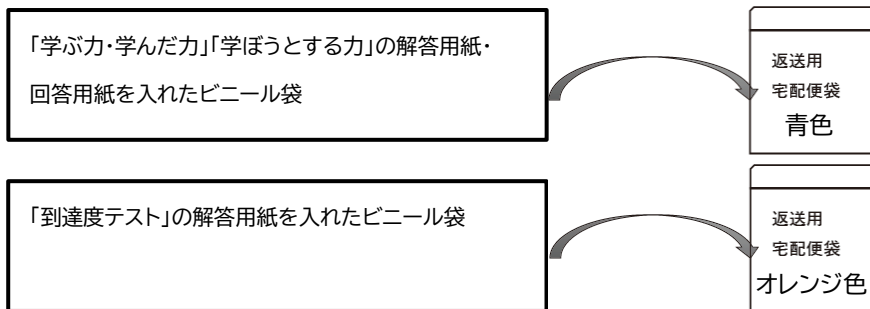 「学ぶ力・学んだ力」「学ぼうとする力」の解答用紙・
回答用紙を入れたビニール袋
返送用
宅配便袋
青色
「到達度テスト」の解答用紙を入れたビニール袋
返送用
宅配便袋
オレンジ色